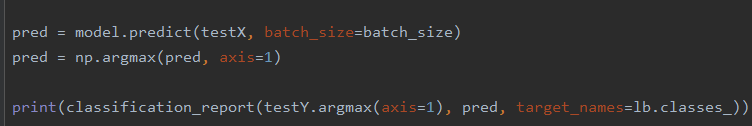 pred = model.predict(testX, batch_size=batch_size)
pred = np.argmax(pred, axis=1)
print(classification_report(testY.argmax(axis=1), pred, target_names=lb.classes_))